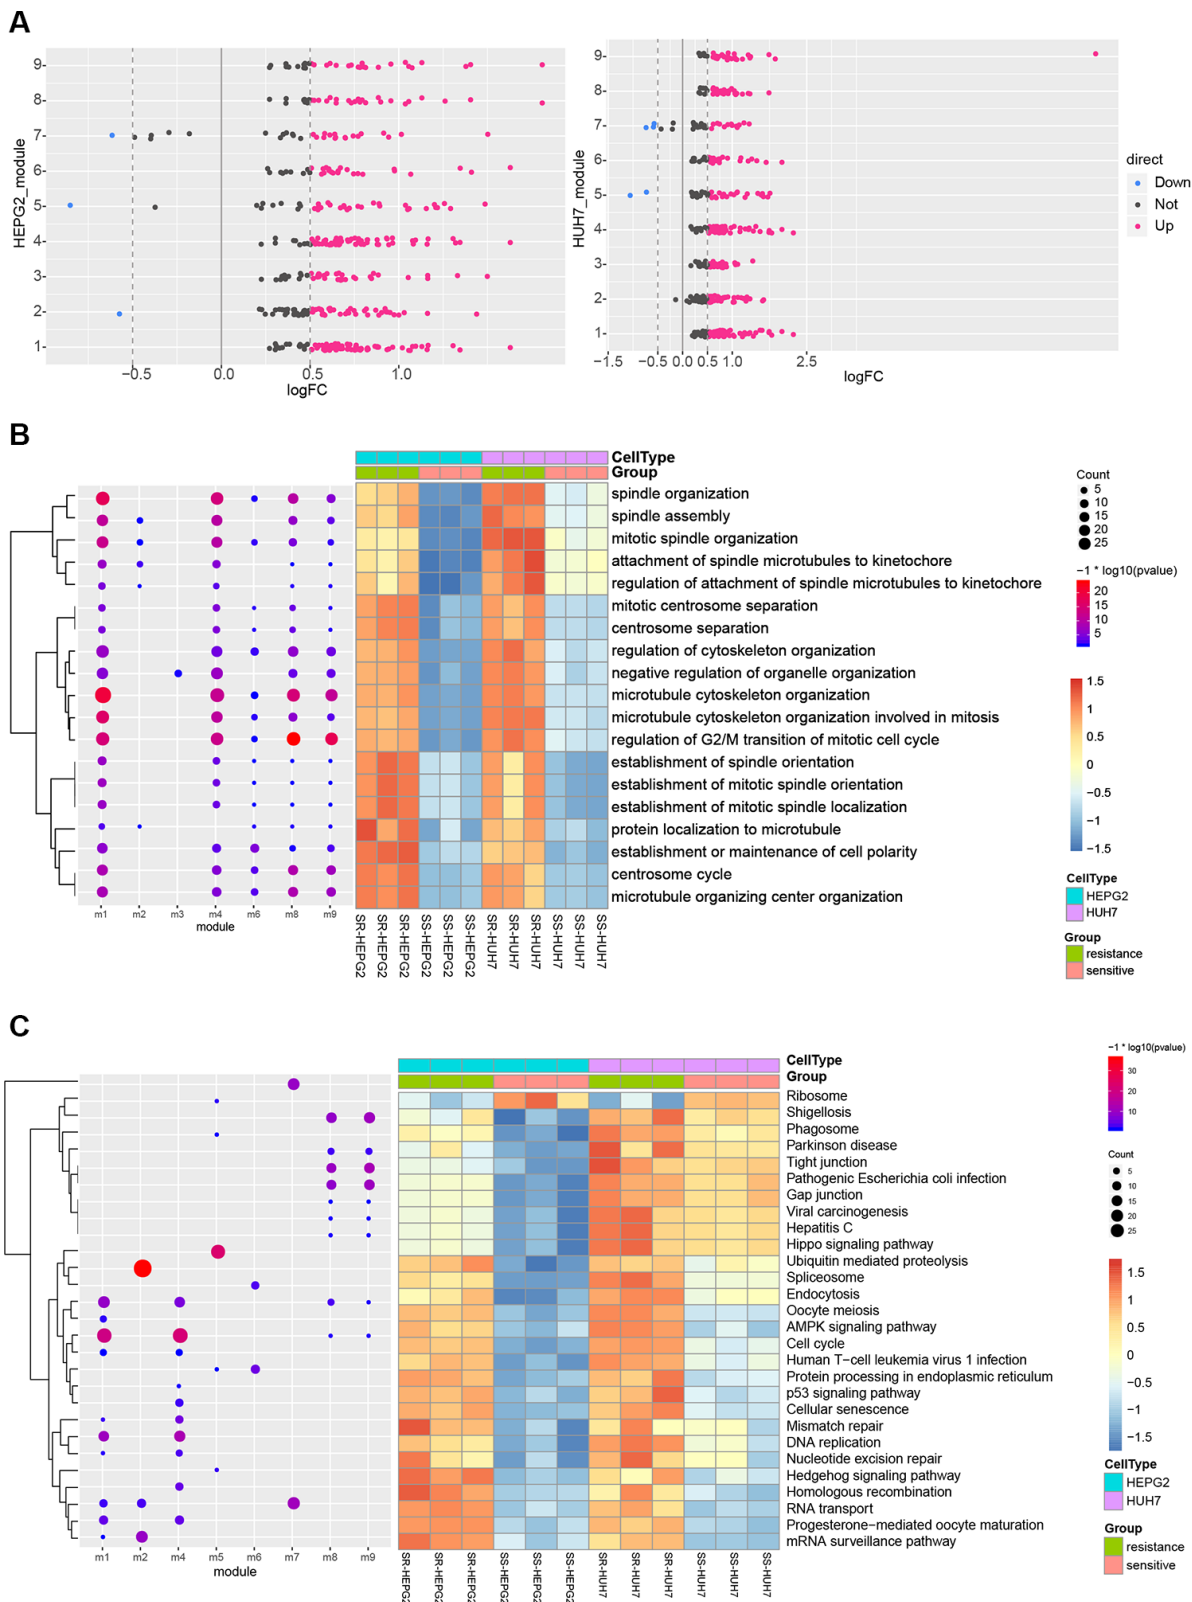 A
HEPG2_module
9
8
7
6
5
4
3
2
1
−0.5
0.0
0.5
1.0
logFC
HUH7_module
9
8
7
6
5
4
3
2
1
−1.5
−0.5
0.0
0.5
1.0
2.5
logFC
direct
Down
Not
Up
B
CellType
Group
spindle organization
spindle assembly
mitotic spindle organization
attachment of spindle microtubules to kinetochore
regulation of attachment of spindle microtubules to kinetochore
mitotic centrosome separation
centrosome separation
regulation of cytoskeleton organization
negative regulation of organelle organization
microtubule cytoskeleton organization
microtubule cytoskeleton organization involved in mitosis
regulation of G2/M transition of mitotic cell cycle
establishment of spindle orientation
establishment of mitotic spindle orientation
establishment of mitotic spindle localization
protein localization to microtubule
establishment or maintenance of cell polarity
centrosome cycle
microtubule organizing center organization
m1 m2 m3 m4 m6 m8 m9
module
SR-HEPG2
SR-HEPG2
SR-HEPG2
SS-HEPG2
SS-HEPG2
SS-HEPG2
SR-HUH7
SR-HUH7
SR-HUH7
SS-HUH7
SS-HUH7
SS-HUH7
Count
5
10
15
20
25
−1 * log10(pvalue)
20
15
10
5
1.5
1
0.5
0
−0.5
−1
−1.5
CellType
HEPG2
HUH7
Group
resistance
sensitive
C
CellType
Group
Ribosome
Shigellosis
Phagosome
Parkinson disease
Tight junction
Pathogenic Escherichia coli infection
Gap junction
Viral carcinogenesis
Hepatitis C
Hippo signaling pathway
Ubiquitin mediated proteolysis
Spliceosome
Endocytosis
Oocyte meiosis
AMPK signaling pathway
Cell cycle
Human T−cell leukemia virus 1 infection
Protein processing in endoplasmic reticulum
p53 signaling pathway
Cellular senescence
Mismatch repair
DNA replication
Nucleotide excision repair
Hedgehog signaling pathway
Homologous recombination
RNA transport
Progesterone−mediated oocyte maturation
mRNA surveillance pathway
m1 m2 m4 m5 m6 m7 m8 m9
module
SR-HEPG2
SR-HEPG2
SR-HEPG2
SS-HEPG2
SS-HEPG2
SS-HEPG2
SR-HUH7
SR-HUH7
SR-HUH7
SS-HUH7
SS-HUH7
SS-HUH7
−1 * log10(pvalue)
30
20
10
Count
5
10
15
20
25
1.5
1
0.5
0
−0.5
−1
−1.5
CellType
HEPG2
HUH7
Group
resistance
sensitive